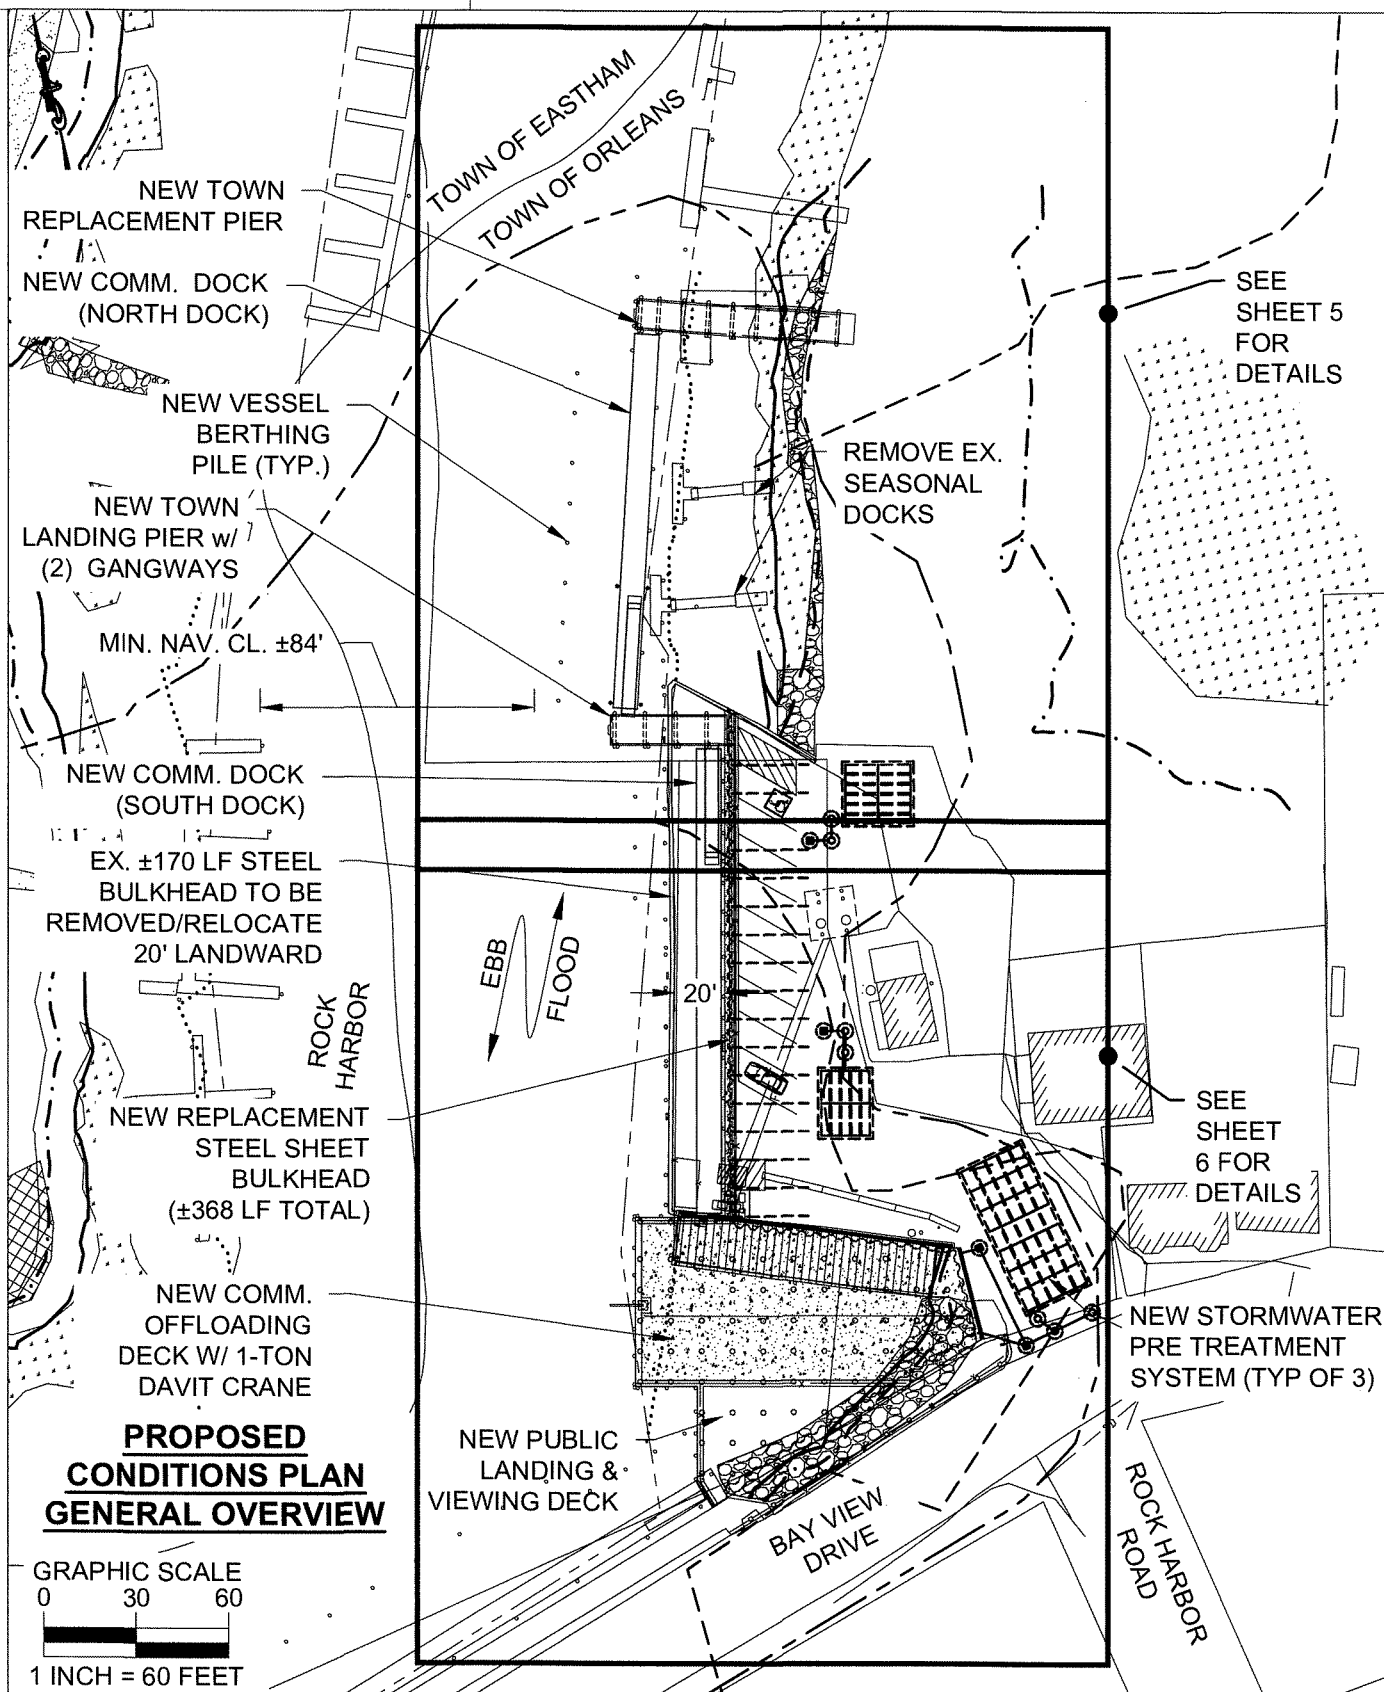 TOWN OF EASTHAM
TOWN OF ORLEANS
NEW TOWN
REPLACEMENT PIER
NEW COMM. DOCK
(NORTH DOCK)
NEW VESSEL
BERTHING
PILE (TYP.)
NEW TOWN
LANDING PIER w/
(2) GANGWAYS
MIN. NAV. CL. ±84'
NEW COMM. DOCK
(SOUTH DOCK)
EX. ±170 LF STEEL
BULKHEAD TO BE
REMOVED/RELOCATE
20' LANDWARD
ROCK
HARBOR
EBB
FLOOD
20'
NEW REPLACEMENT
STEEL SHEET
BULKHEAD
(±368 LF TOTAL)
NEW COMM.
OFFLOADING
DECK W/ 1-TON
DAVIT CRANE
SEE
SHEET 5
FOR
DETAILS
REMOVE EX.
SEASONAL
DOCKS
SEE
SHEET
6 FOR
DETAILS
NEW STORMWATER
PRE TREATMENT
SYSTEM (TYP OF 3)
NEW PUBLIC
LANDING &
VIEWING DECK
BAY VIEW
DRIVE
ROCK HARBOR
ROAD
PROPOSED
CONDITIONS PLAN
GENERAL OVERVIEW
GRAPHIC SCALE
0 30 60
1 INCH = 60 FEET